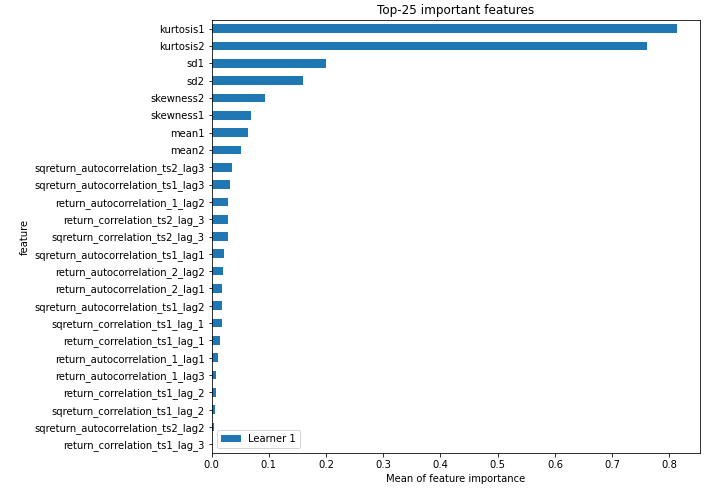 Top-25 important features
kurtosis1
kurtosis2
sd1
sd2
skewness2
skewness1
mean1
mean2
sqreturn_autocorrelation_ts2_lag3
sqreturn_autocorrelation_ts1_lag3
return_autocorrelation_1_lag2
return_correlation_ts2_lag_3
sqreturn_correlation_ts2_lag_3
sqreturn_autocorrelation_ts1_lag1
return_autocorrelation_2_lag2
return_autocorrelation_2_lag1
sqreturn_autocorrelation_ts1_lag2
sqreturn_correlation_ts1_lag_1
return_correlation_ts1_lag_1
return_autocorrelation_1_lag1
return_autocorrelation_1_lag3
return_correlation_ts1_lag_2
sqreturn_correlation_ts1_lag_2
sqreturn_autocorrelation_ts2_lag2
return_correlation_ts1_lag_3
feature
Learner 1
0.0 0.1 0.2 0.3 0.4 0.5 0.6 0.7 0.8
Mean of feature importance